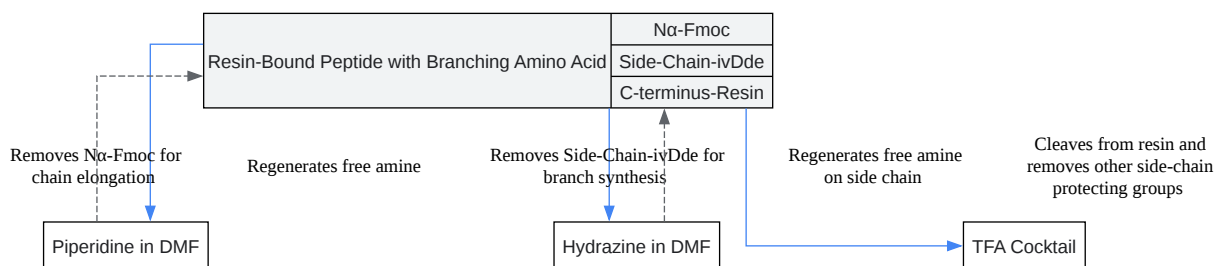 Resin-Bound Peptide with Branching Amino Acid
Nα-Fmoc
Side-Chain-ivDde
C-terminus-Resin
Removes Nα-Fmoc for
chain elongation
Regenerates free amine
Removes Side-Chain-ivDde for
branch synthesis
Regenerates free amine
on side chain
Cleaves from resin and
removes other side-chain
protecting groups
Piperidine in DMF
Hydrazine in DMF
TFA Cocktail